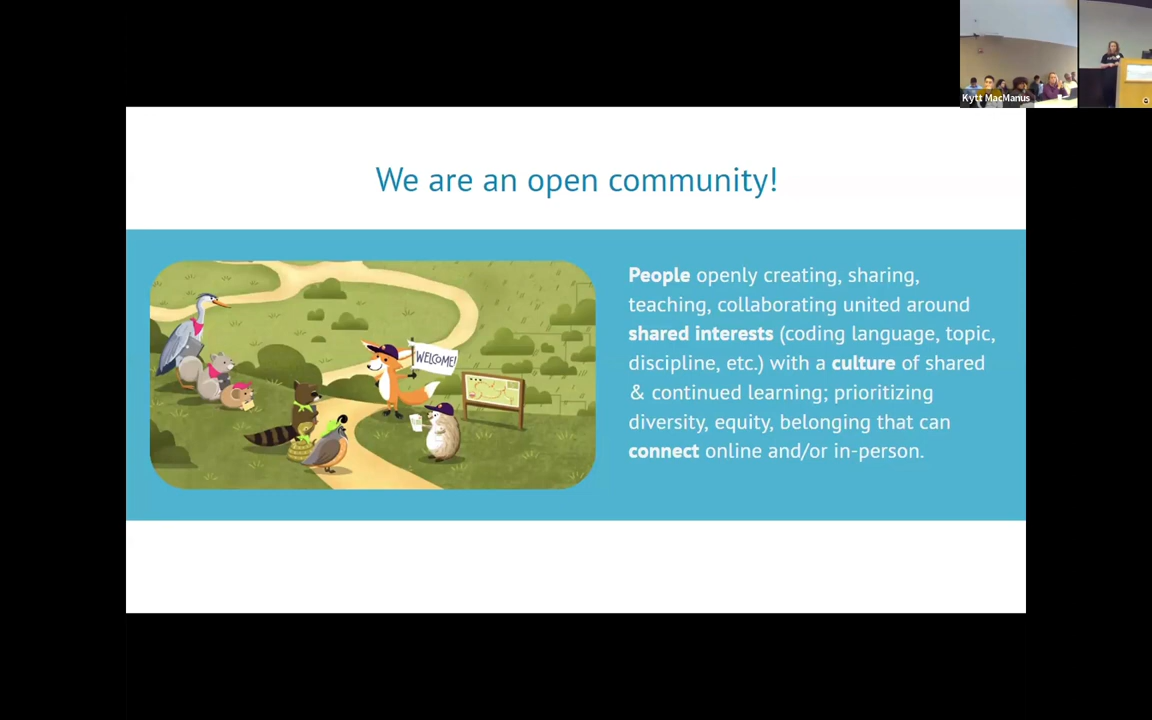 Kytt MacManus
We are an open community!
WELCOME!
People openly creating, sharing,
teaching, collaborating united around
shared interests (coding language, topic,
discipline, etc.) with a culture of shared
& continued learning; prioritizing
diversity, equity, belonging that can
connect online and/or in-person.